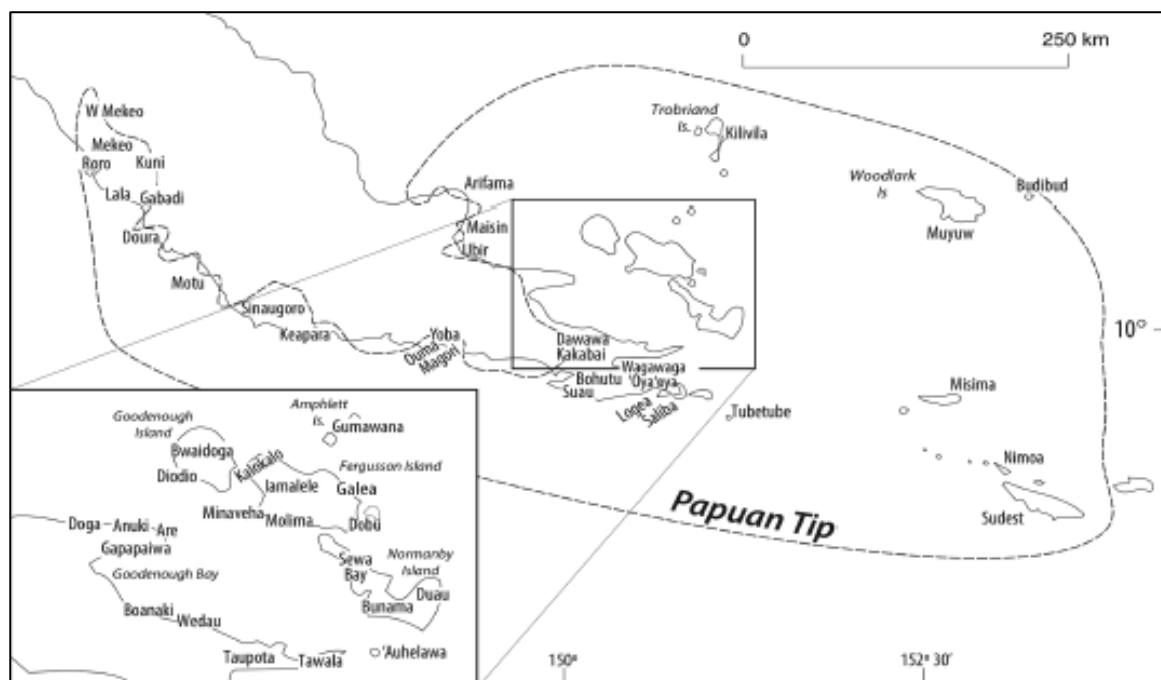 0 250 km
Trobriand
Is.
Kilivila
W Mekeo
Mekeo
Roro
Kuni
Lala
Gabadi
Doura
Motu
Sinaugoro
Keapara
Yoba
Ouma
Magori
Arifama
Maisin
Ubir
Woodlark
Is
Budibud
Muyuw
10°
Dawawa
Kakabai
Wagawaga
Bohutu
'Oya'oya
Suau
Logea
Saliba
Tubetube
Misima
Nimoa
Sudest
Papuan Tip
150°
152° 30'
Amphlett
Is.
Gumawana
Goodenough
Island
Bwaidoga
Diodio
Kalokalo
Fergusson Island
Iamalele
Galea
Minaveha
Molima
Dobu
Doga
Anuki
Are
Gapapaiwa
Goodenough Bay
Sewa
Bay
Normanby
Island
Duau
Bunama
Boanaki
Wedau
'Auhelawa
Taupota
Tawala